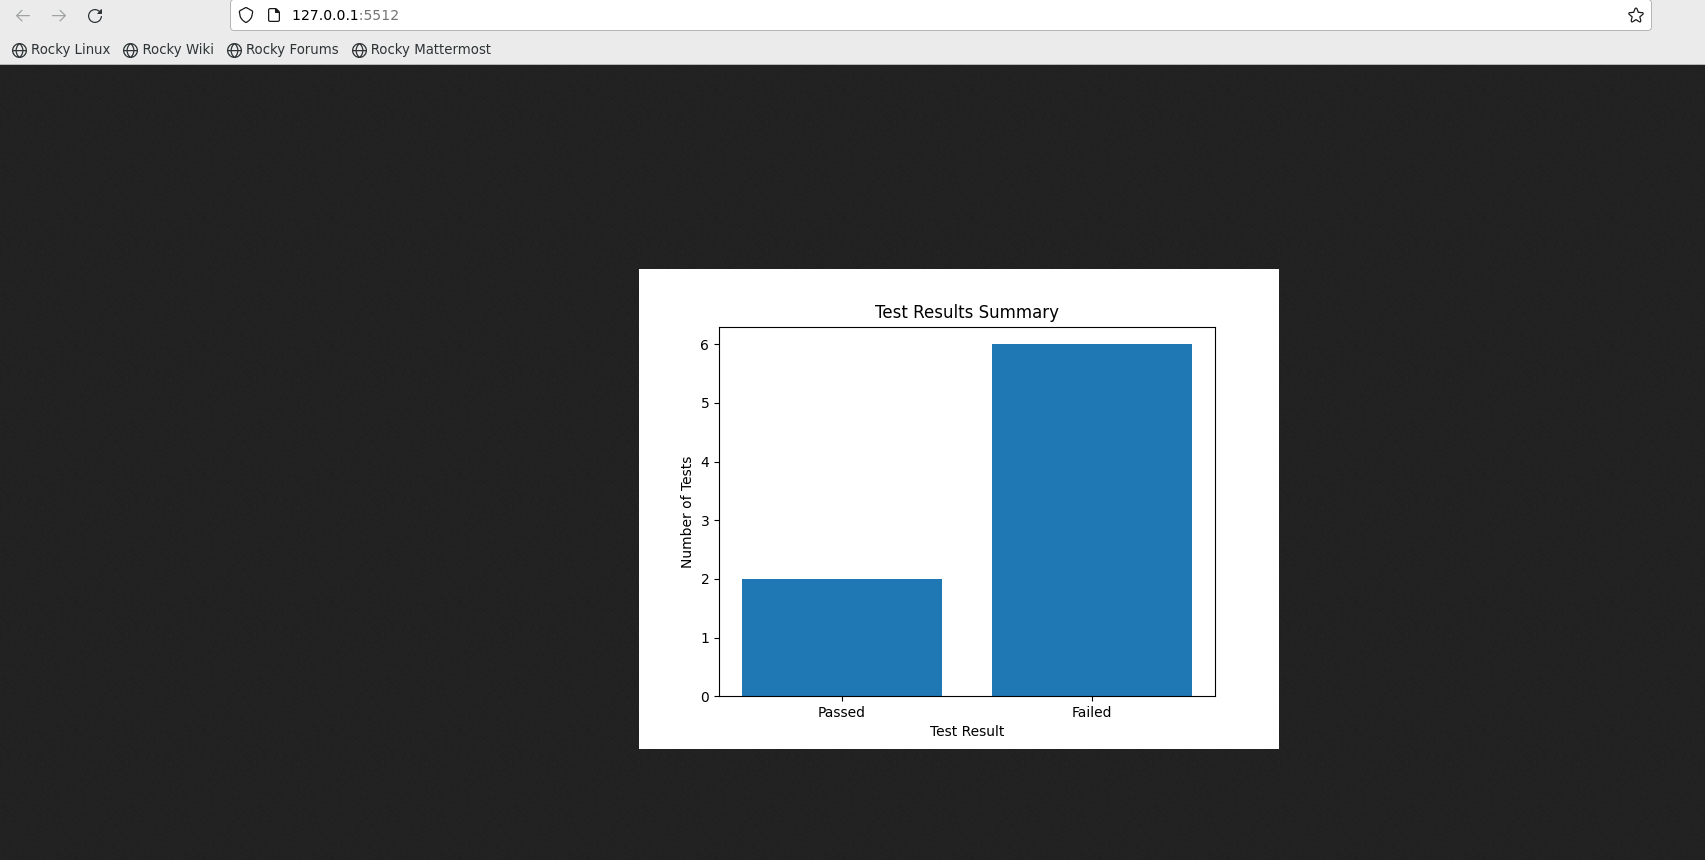 127.0.0.1:5512
Rocky Linux Rocky Wiki Rocky Forums Rocky Mattermost
Test Results Summary
6
5
4
3
2
1
0
Number of Tests
Passed Failed
Test Result